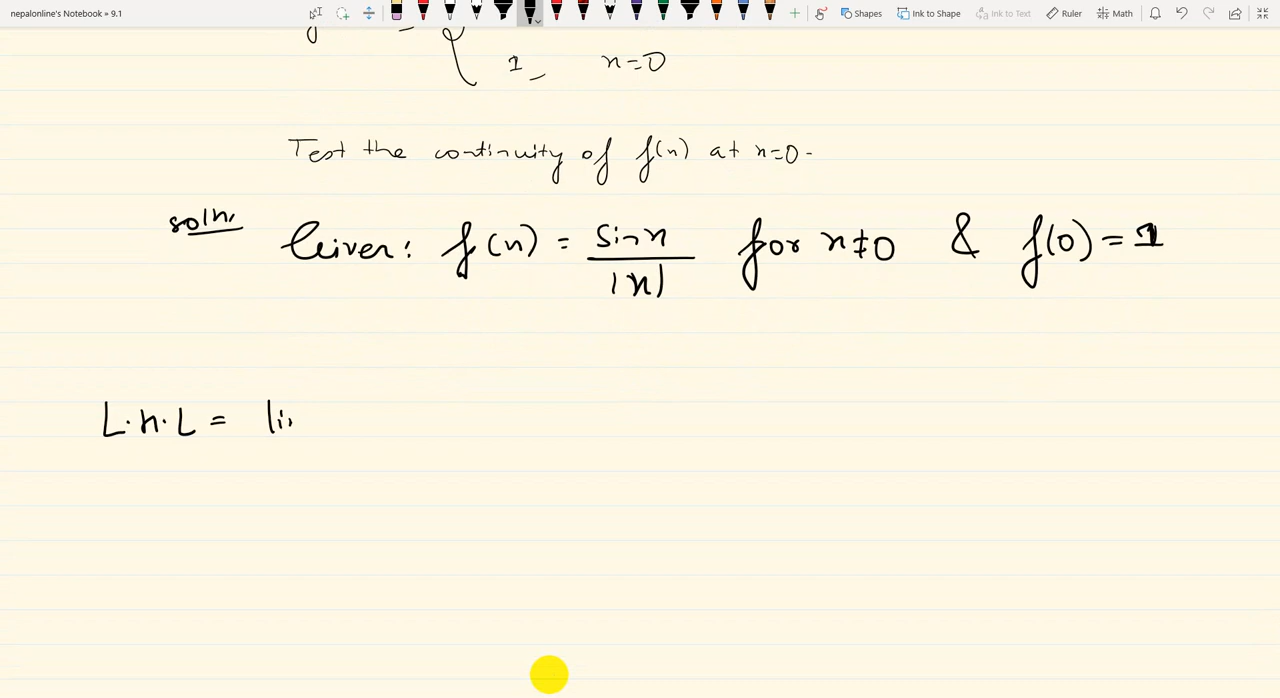 nepalonline's Notebook » 9.1
Shapes Ink to Shape Ink to Text Ruler Math
1, n=0
Test the continuity of f(n) at n=0.
soln. Given: f(n) = sin n / |n| for n≠0 & f(0) = 1
L.H.L = li